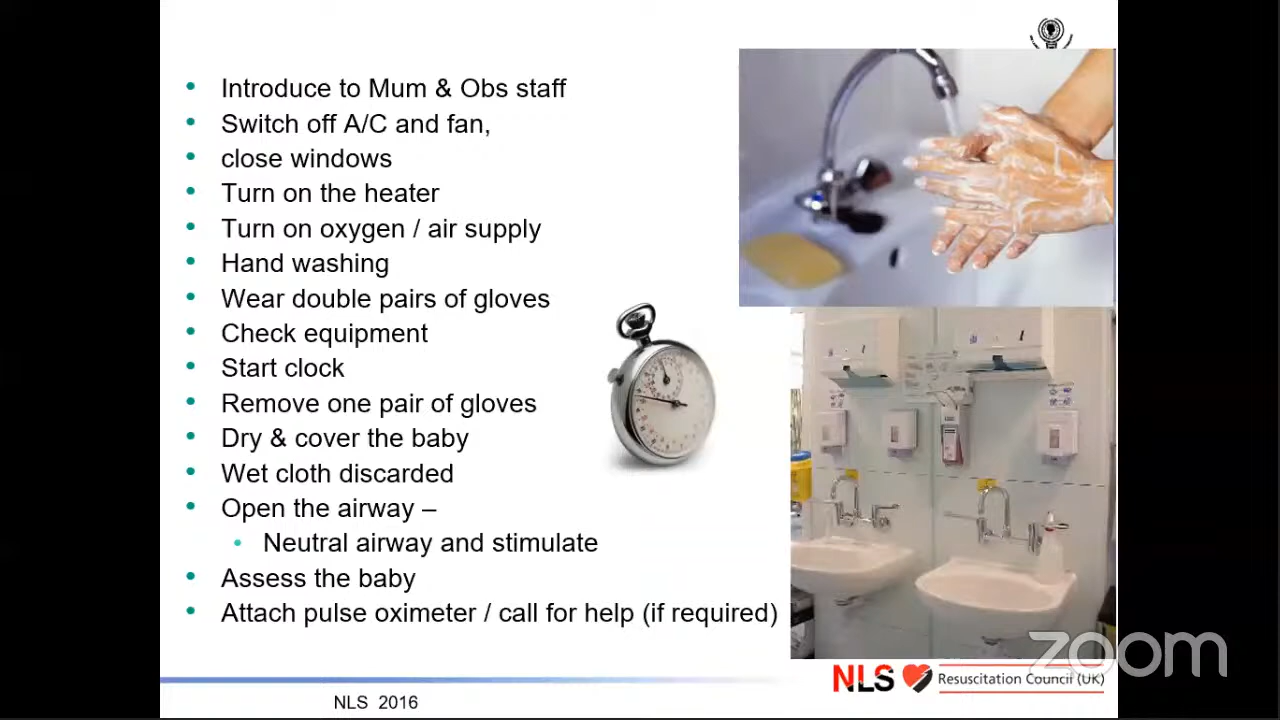 Introduce to Mum & Obs staff
Switch off A/C and fan,
close windows
Turn on the heater
Turn on oxygen / air supply
Hand washing
Wear double pairs of gloves
Check equipment
Start clock
Remove one pair of gloves
Dry & cover the baby
Wet cloth discarded
Open the airway –
Neutral airway and stimulate
Assess the baby
Attach pulse oximeter / call for help (if required)
zoom
NLS Resuscitation Council (UK)
NLS 2016